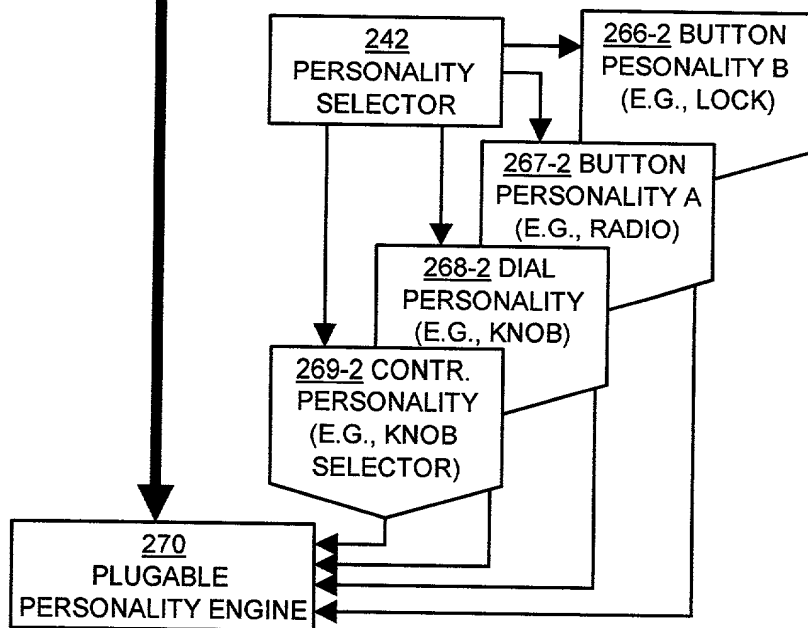 242
PERSONALITY
SELECTOR
266-2 BUTTON
PESONALITY B
(E.G., LOCK)
267-2 BUTTON
PERSONALITY A
(E.G., RADIO)
268-2 DIAL
PERSONALITY
(E.G., KNOB)
269-2 CONTR.
PERSONALITY
(E.G., KNOB
SELECTOR)
270
PLUGABLE
PERSONALITY ENGINE